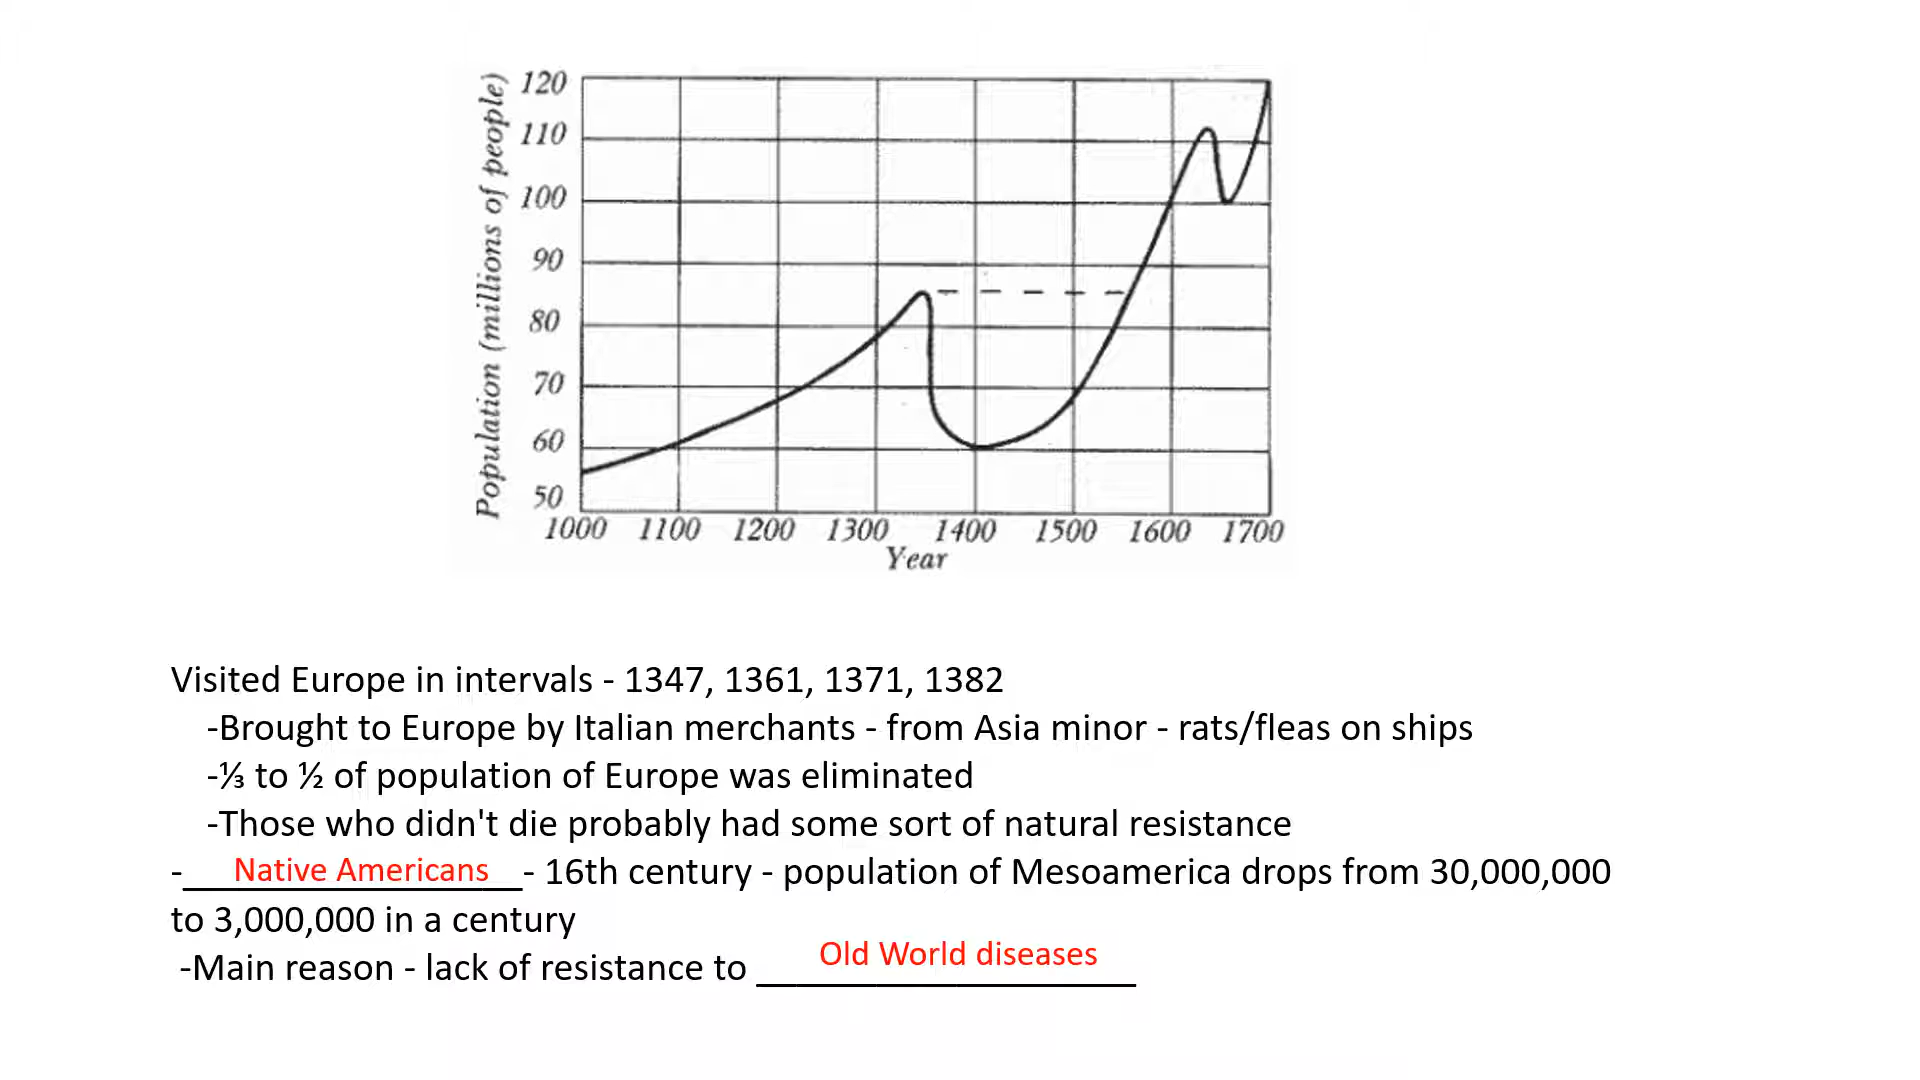 Population (millions of people)
120
110
100
90
80
70
60
50
1000 1100 1200 1300 1400 1500 1600 1700
Year
Visited Europe in intervals - 1347, 1361, 1371, 1382
-Brought to Europe by Italian merchants - from Asia minor - rats/fleas on ships
-⅓ to ½ of population of Europe was eliminated
-Those who didn't die probably had some sort of natural resistance
-Native Americans- 16th century - population of Mesoamerica drops from 30,000,000
to 3,000,000 in a century
-Main reason - lack of resistance to Old World diseases